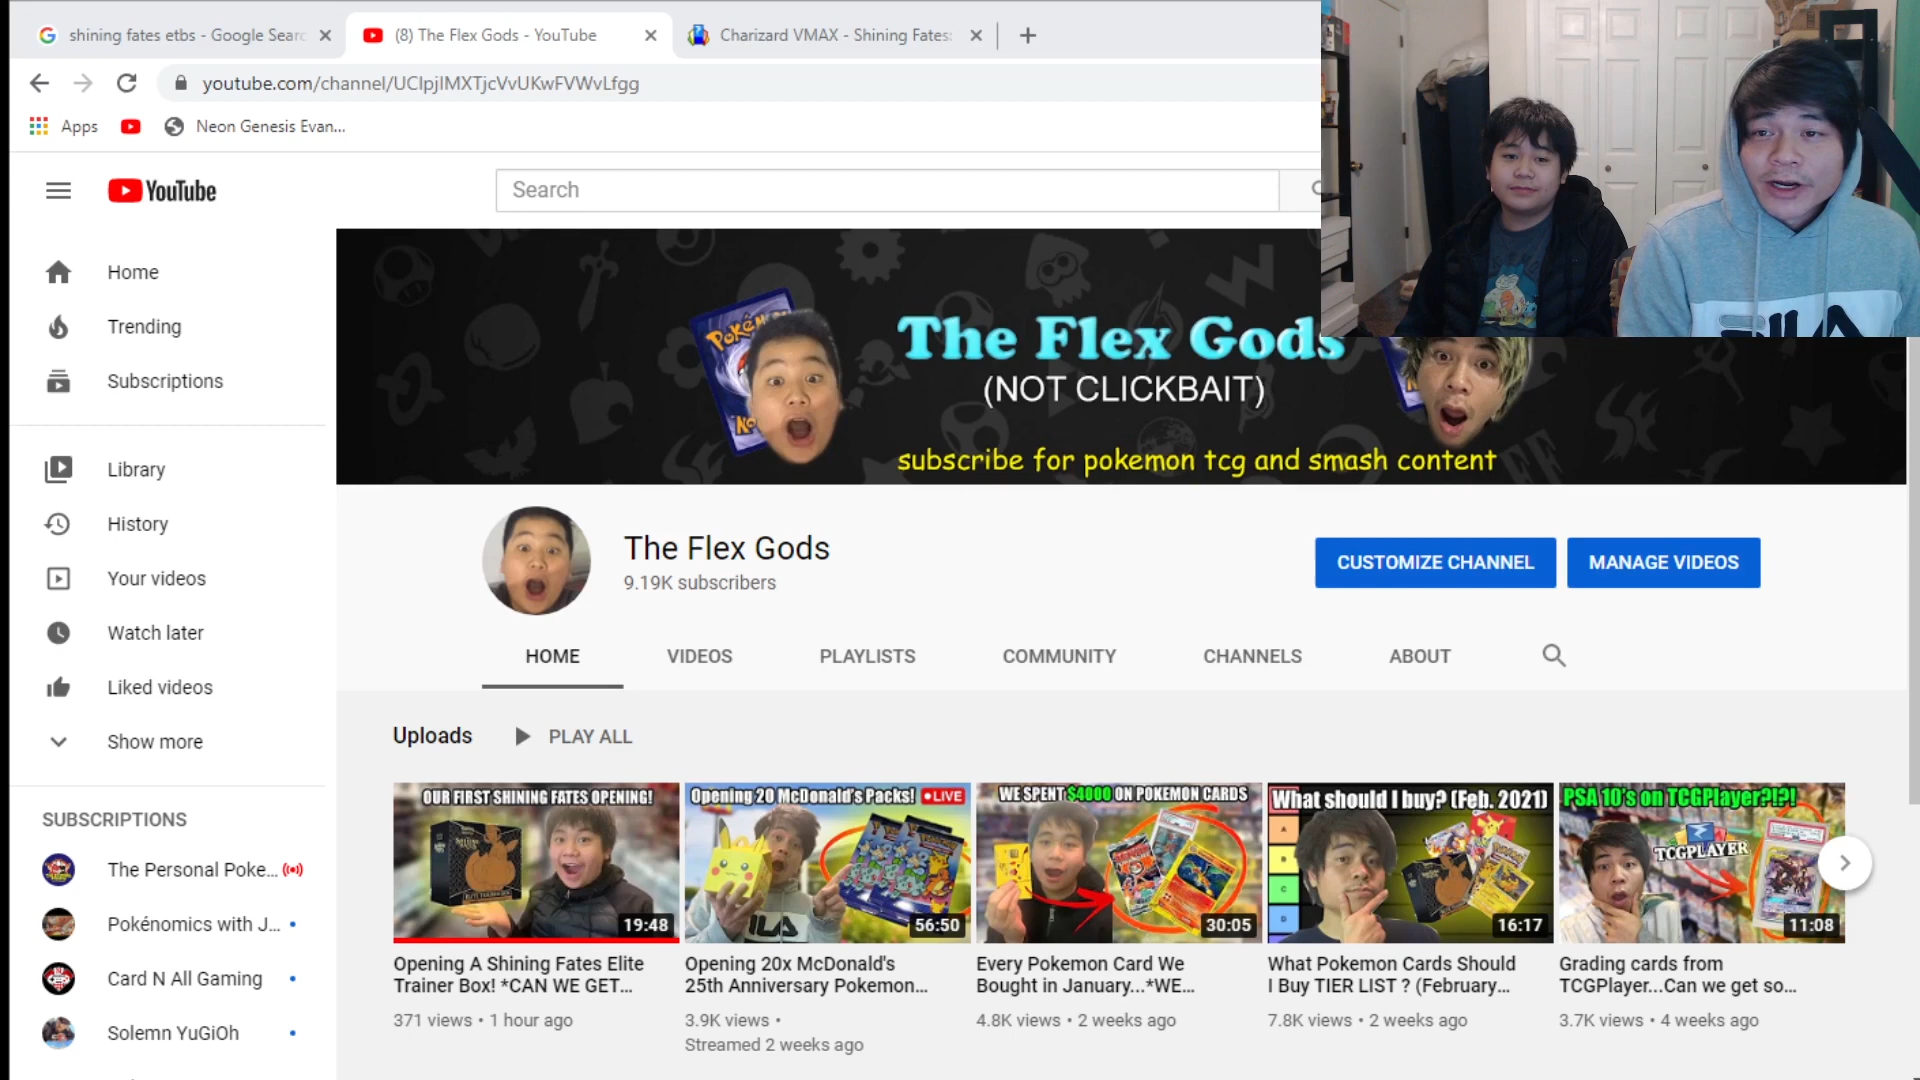 shining fates etbs - Google Searc
(8) The Flex Gods - YouTube
Charizard VMAX - Shining Fates:
youtube.com/channel/UCIpjIMXTjcVvUKwFVWvLfgg
Apps
Neon Genesis Evan...
YouTube
Search
Home
Trending
Subscriptions
Library
History
Your videos
Watch later
Liked videos
Show more
SUBSCRIPTIONS
The Personal Poke...
Pokénomics with J...
Card N All Gaming
Solemn YuGiOh
The Flex Gods
(NOT CLICKBAIT)
subscribe for pokemon tcg and smash content
FILA
The Flex Gods
9.19K subscribers
CUSTOMIZE CHANNEL
MANAGE VIDEOS
HOME
VIDEOS
PLAYLISTS
COMMUNITY
CHANNELS
ABOUT
Uploads
PLAY ALL
OUR FIRST SHINING FATES OPENING!
19:48
Opening A Shining Fates Elite
Trainer Box! *CAN WE GET...
371 views • 1 hour ago
Opening 20 McDonald's Packs!
LIVE
56:50
Opening 20x McDonald's
25th Anniversary Pokemon...
3.9K views •
Streamed 2 weeks ago
WE SPENT $4000 ON POKEMON CARDS
30:05
Every Pokemon Card We
Bought in January...*WE...
4.8K views • 2 weeks ago
What should I buy? (Feb. 2021)
A
B
C
D
16:17
What Pokemon Cards Should
I Buy TIER LIST ? (February...
7.8K views • 2 weeks ago
PSA 10's on TCGPlayer?!?!
TCGPLAYER
11:08
Grading cards from
TCGPlayer...Can we get so...
3.7K views • 4 weeks ago